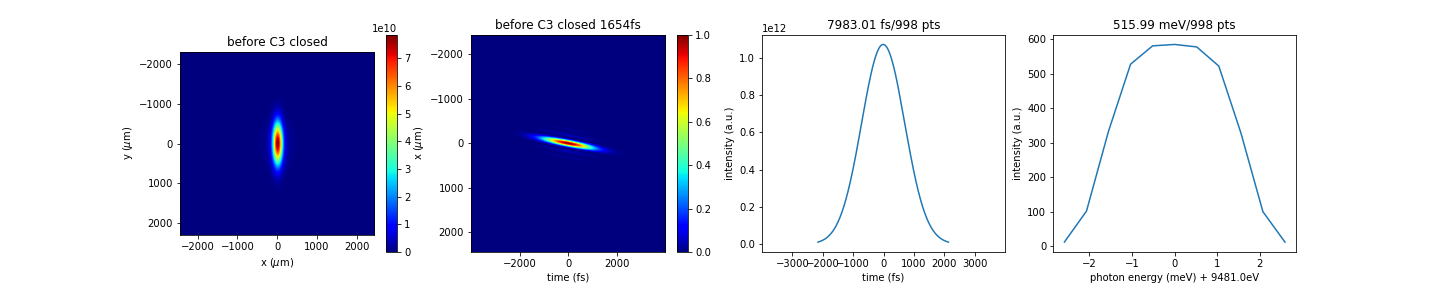 before C3 closed
1e10
y (μm)
−2000
−1000
0
1000
2000
−2000 −1000 0 1000 2000
x (μm)
7
6
5
4
3
2
1
0
before C3 closed 1654fs
x (μm)
−2000
−1000
0
1000
2000
−2000 0 2000
time (fs)
1.0
0.8
0.6
0.4
0.2
0.0
7983.01 fs/998 pts
1e12
intensity (a.u.)
1.0
0.8
0.6
0.4
0.2
0.0
−3000 −2000 −1000 0 1000 2000 3000
time (fs)
515.99 meV/998 pts
intensity (a.u.)
600
500
400
300
200
100
0
−2 −1 0 1 2
photon energy (meV) + 9481.0eV